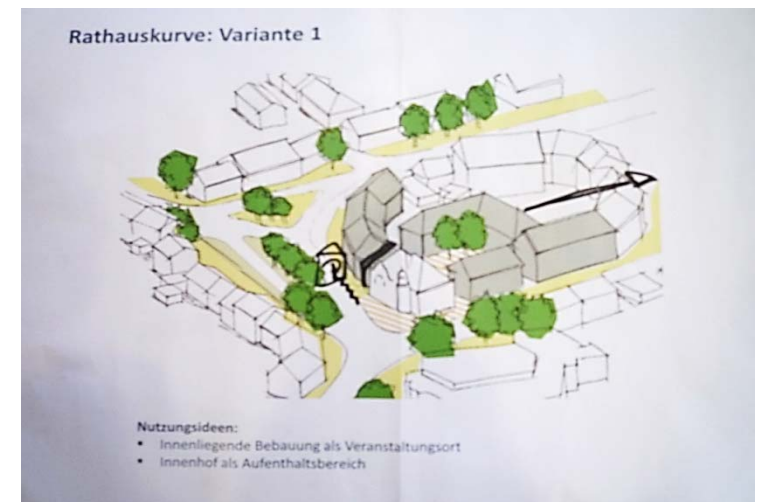 Rathauskurve: Variante 1
Nutzungsideen:
▪ Innenliegende Bebauung als Veranstaltungsort
▪ Innenhof als Aufenthaltsbereich